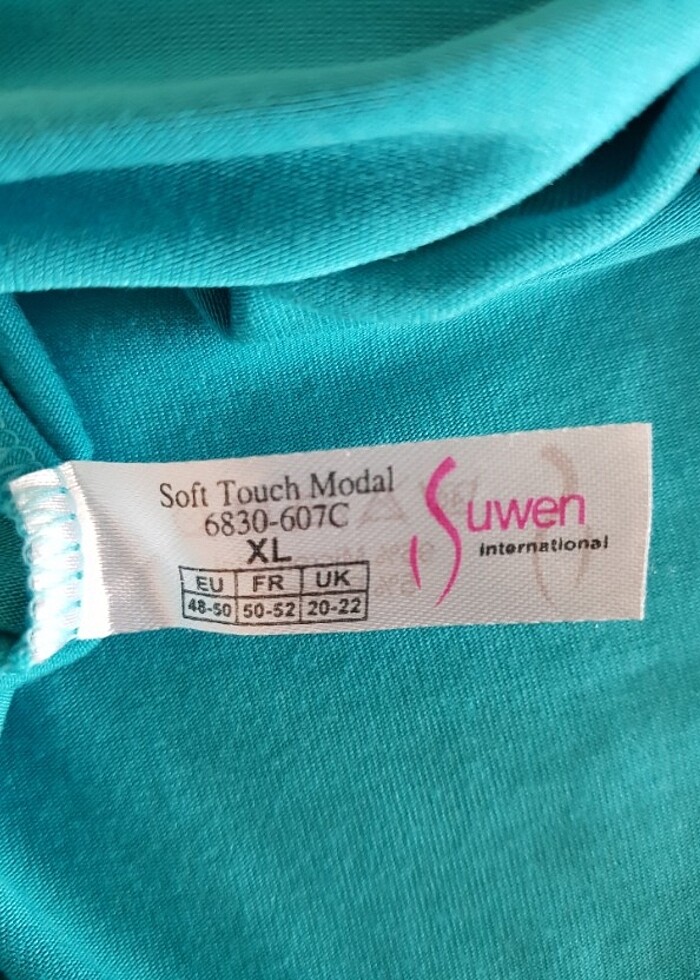 Soft Touch Modal
6830-607C
XL
EU FR UK
48-50 50-52 20-22
Suwen
international